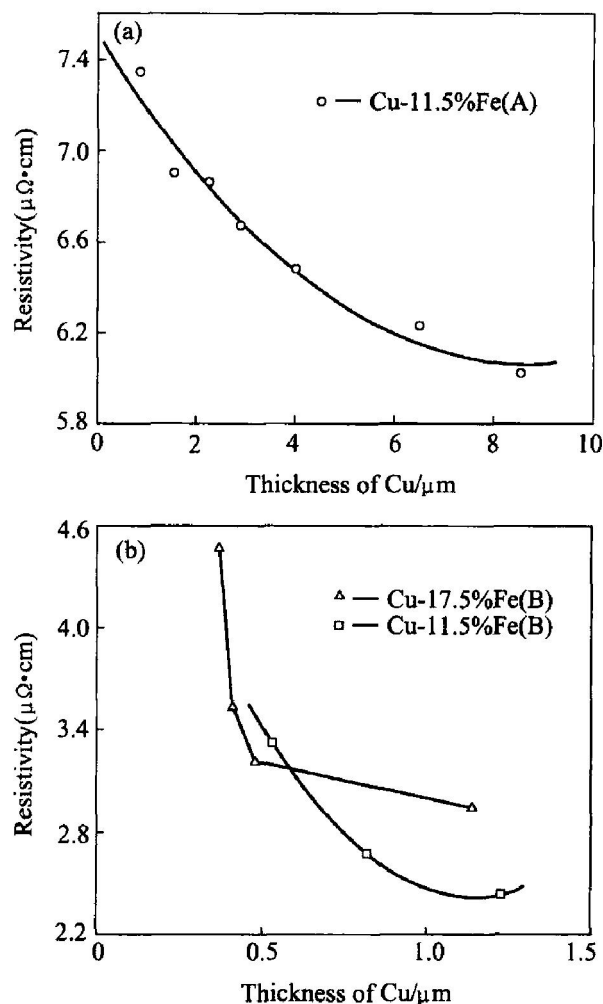 (a)
7.4
7.0
6.6
6.2
5.8
Resistivity(μΩ•cm)
Cu-11.5%Fe(A)
0 2 4 6 8 10
Thickness of Cu/μm
(b)
4.6
4.0
3.4
2.8
2.2
Resistivity(μΩ•cm)
Cu-17.5%Fe(B)
Cu-11.5%Fe(B)
0 0.5 1.0 1.5
Thickness of Cu/μm